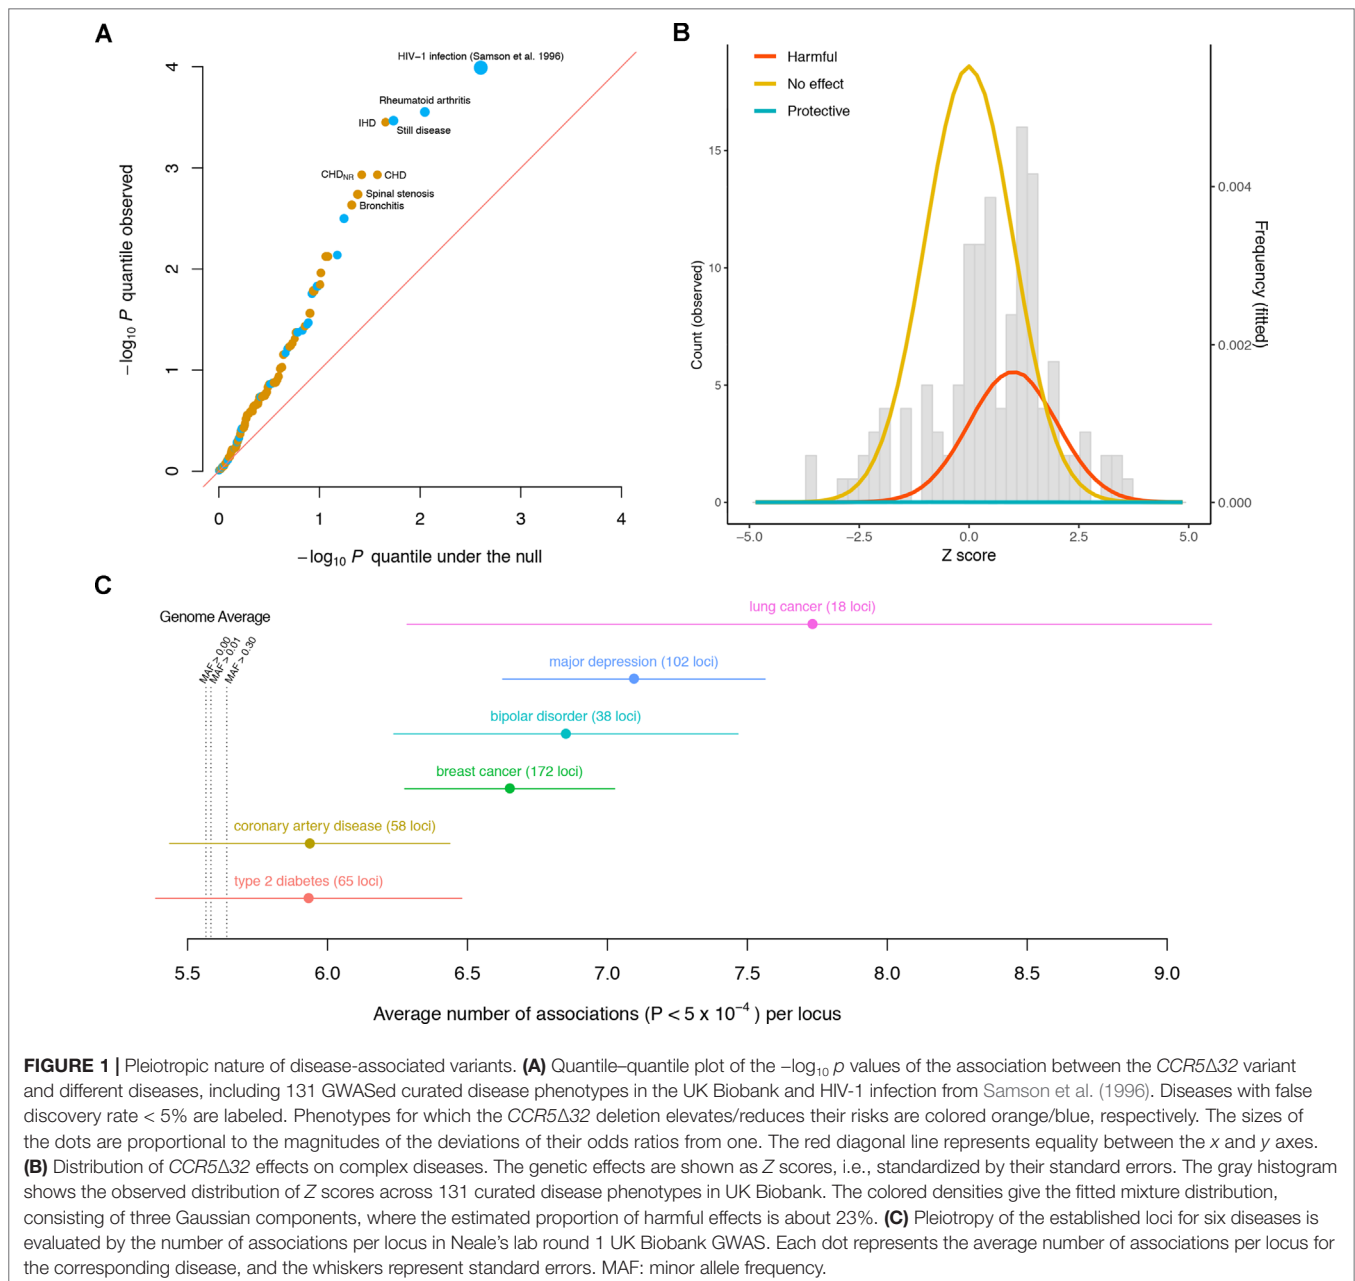 A
HIV−1 infection (Samson et al. 1996)
Rheumatoid arthritis
IHD
Still disease
CHDNR
CHD
Spinal stenosis
Bronchitis
−log10 P quantile observed
0
1
2
3
4
0
1
2
3
4
−log10 P quantile under the null
B
Harmful
No effect
Protective
Count (observed)
15
10
5
0
0.004
0.002
0.000
Frequency (fitted)
−5.0
−2.5
0.0
2.5
5.0
Z score
C
Genome Average
MAF > 0.00
MAF > 0.01
MAF > 0.30
lung cancer (18 loci)
major depression (102 loci)
bipolar disorder (38 loci)
breast cancer (172 loci)
coronary artery disease (58 loci)
type 2 diabetes (65 loci)
5.5
6.0
6.5
7.0
7.5
8.0
8.5
9.0
Average number of associations (P < 5 x 10−4 ) per locus
FIGURE 1 | Pleiotropic nature of disease-associated variants. (A) Quantile–quantile plot of the −log10 p values of the association between the CCR5Δ32 variant
and different diseases, including 131 GWASed curated disease phenotypes in the UK Biobank and HIV-1 infection from Samson et al. (1996). Diseases with false
discovery rate < 5% are labeled. Phenotypes for which the CCR5Δ32 deletion elevates/reduces their risks are colored orange/blue, respectively. The sizes of
the dots are proportional to the magnitudes of the deviations of their odds ratios from one. The red diagonal line represents equality between the x and y axes.
(B) Distribution of CCR5Δ32 effects on complex diseases. The genetic effects are shown as Z scores, i.e., standardized by their standard errors. The gray histogram
shows the observed distribution of Z scores across 131 curated disease phenotypes in UK Biobank. The colored densities give the fitted mixture distribution,
consisting of three Gaussian components, where the estimated proportion of harmful effects is about 23%. (C) Pleiotropy of the established loci for six diseases is
evaluated by the number of associations per locus in Neale's lab round 1 UK Biobank GWAS. Each dot represents the average number of associations per locus for
the corresponding disease, and the whiskers represent standard errors. MAF: minor allele frequency.